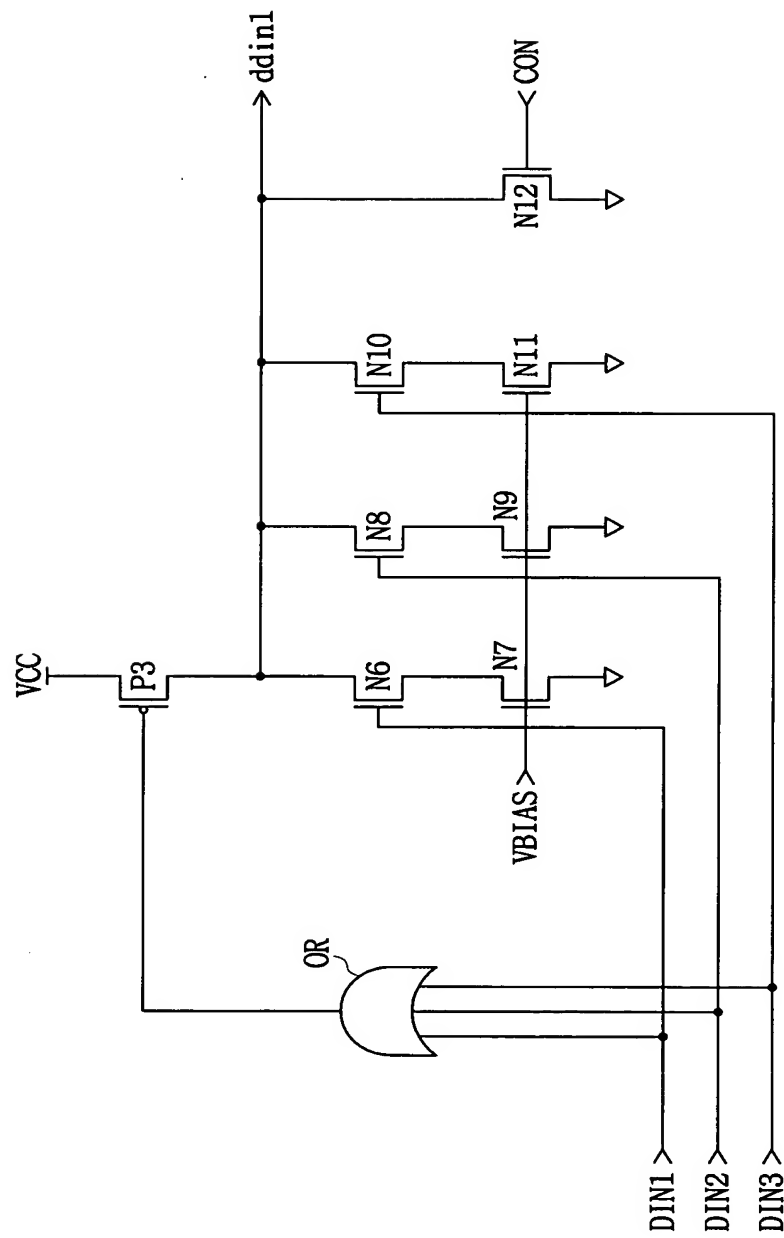 VCC
P3
ddin1
OR
N6
N8
N10
N7
N9
N11
N12
CON
VBIAS
DIN1
DIN2
DIN3